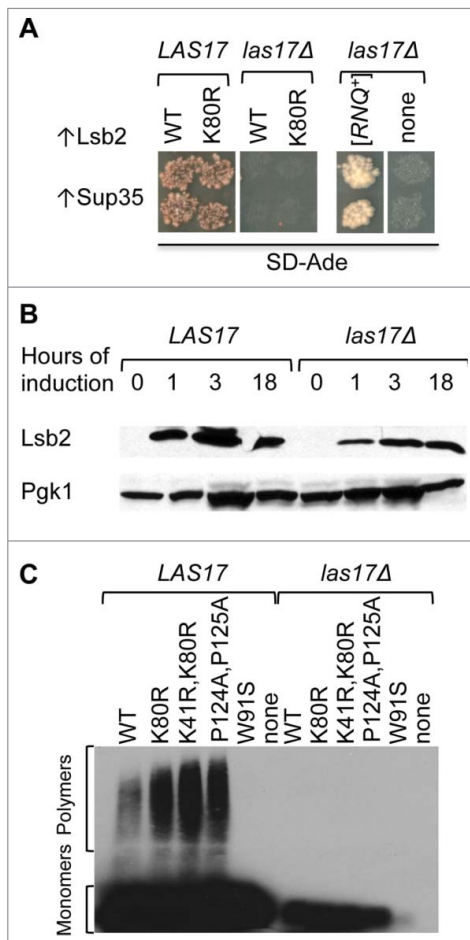 A
LAS17 las17Δ las17Δ
WT K80R WT K80R [RNQ+] none
↑Lsb2
↑Sup35
SD-Ade
B
LAS17 las17Δ
Hours of
induction 0 1 3 18 0 1 3 18
Lsb2
Pgk1
C
LAS17 las17Δ
WT K80R K41R,K80R P124A,P125A W91S none WT K80R K41R,K80R P124A,P125A W91S none
Polymers
Monomers